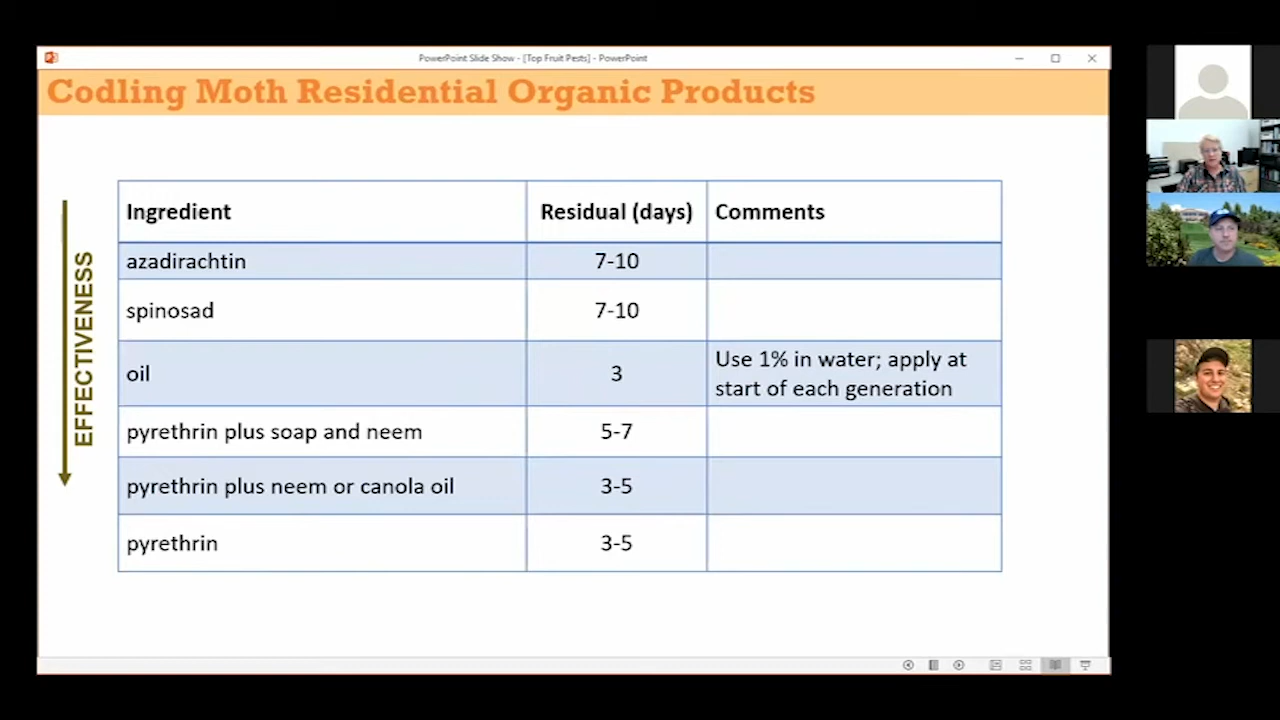 PowerPoint Slide Show - [Top Fruit Pests] - PowerPoint
Codling Moth Residential Organic Products
EFFECTIVENESS
Ingredient Residual (days) Comments
azadirachtin 7-10
spinosad 7-10
oil 3 Use 1% in water; apply at
start of each generation
pyrethrin plus soap and neem 5-7
pyrethrin plus neem or canola oil 3-5
pyrethrin 3-5